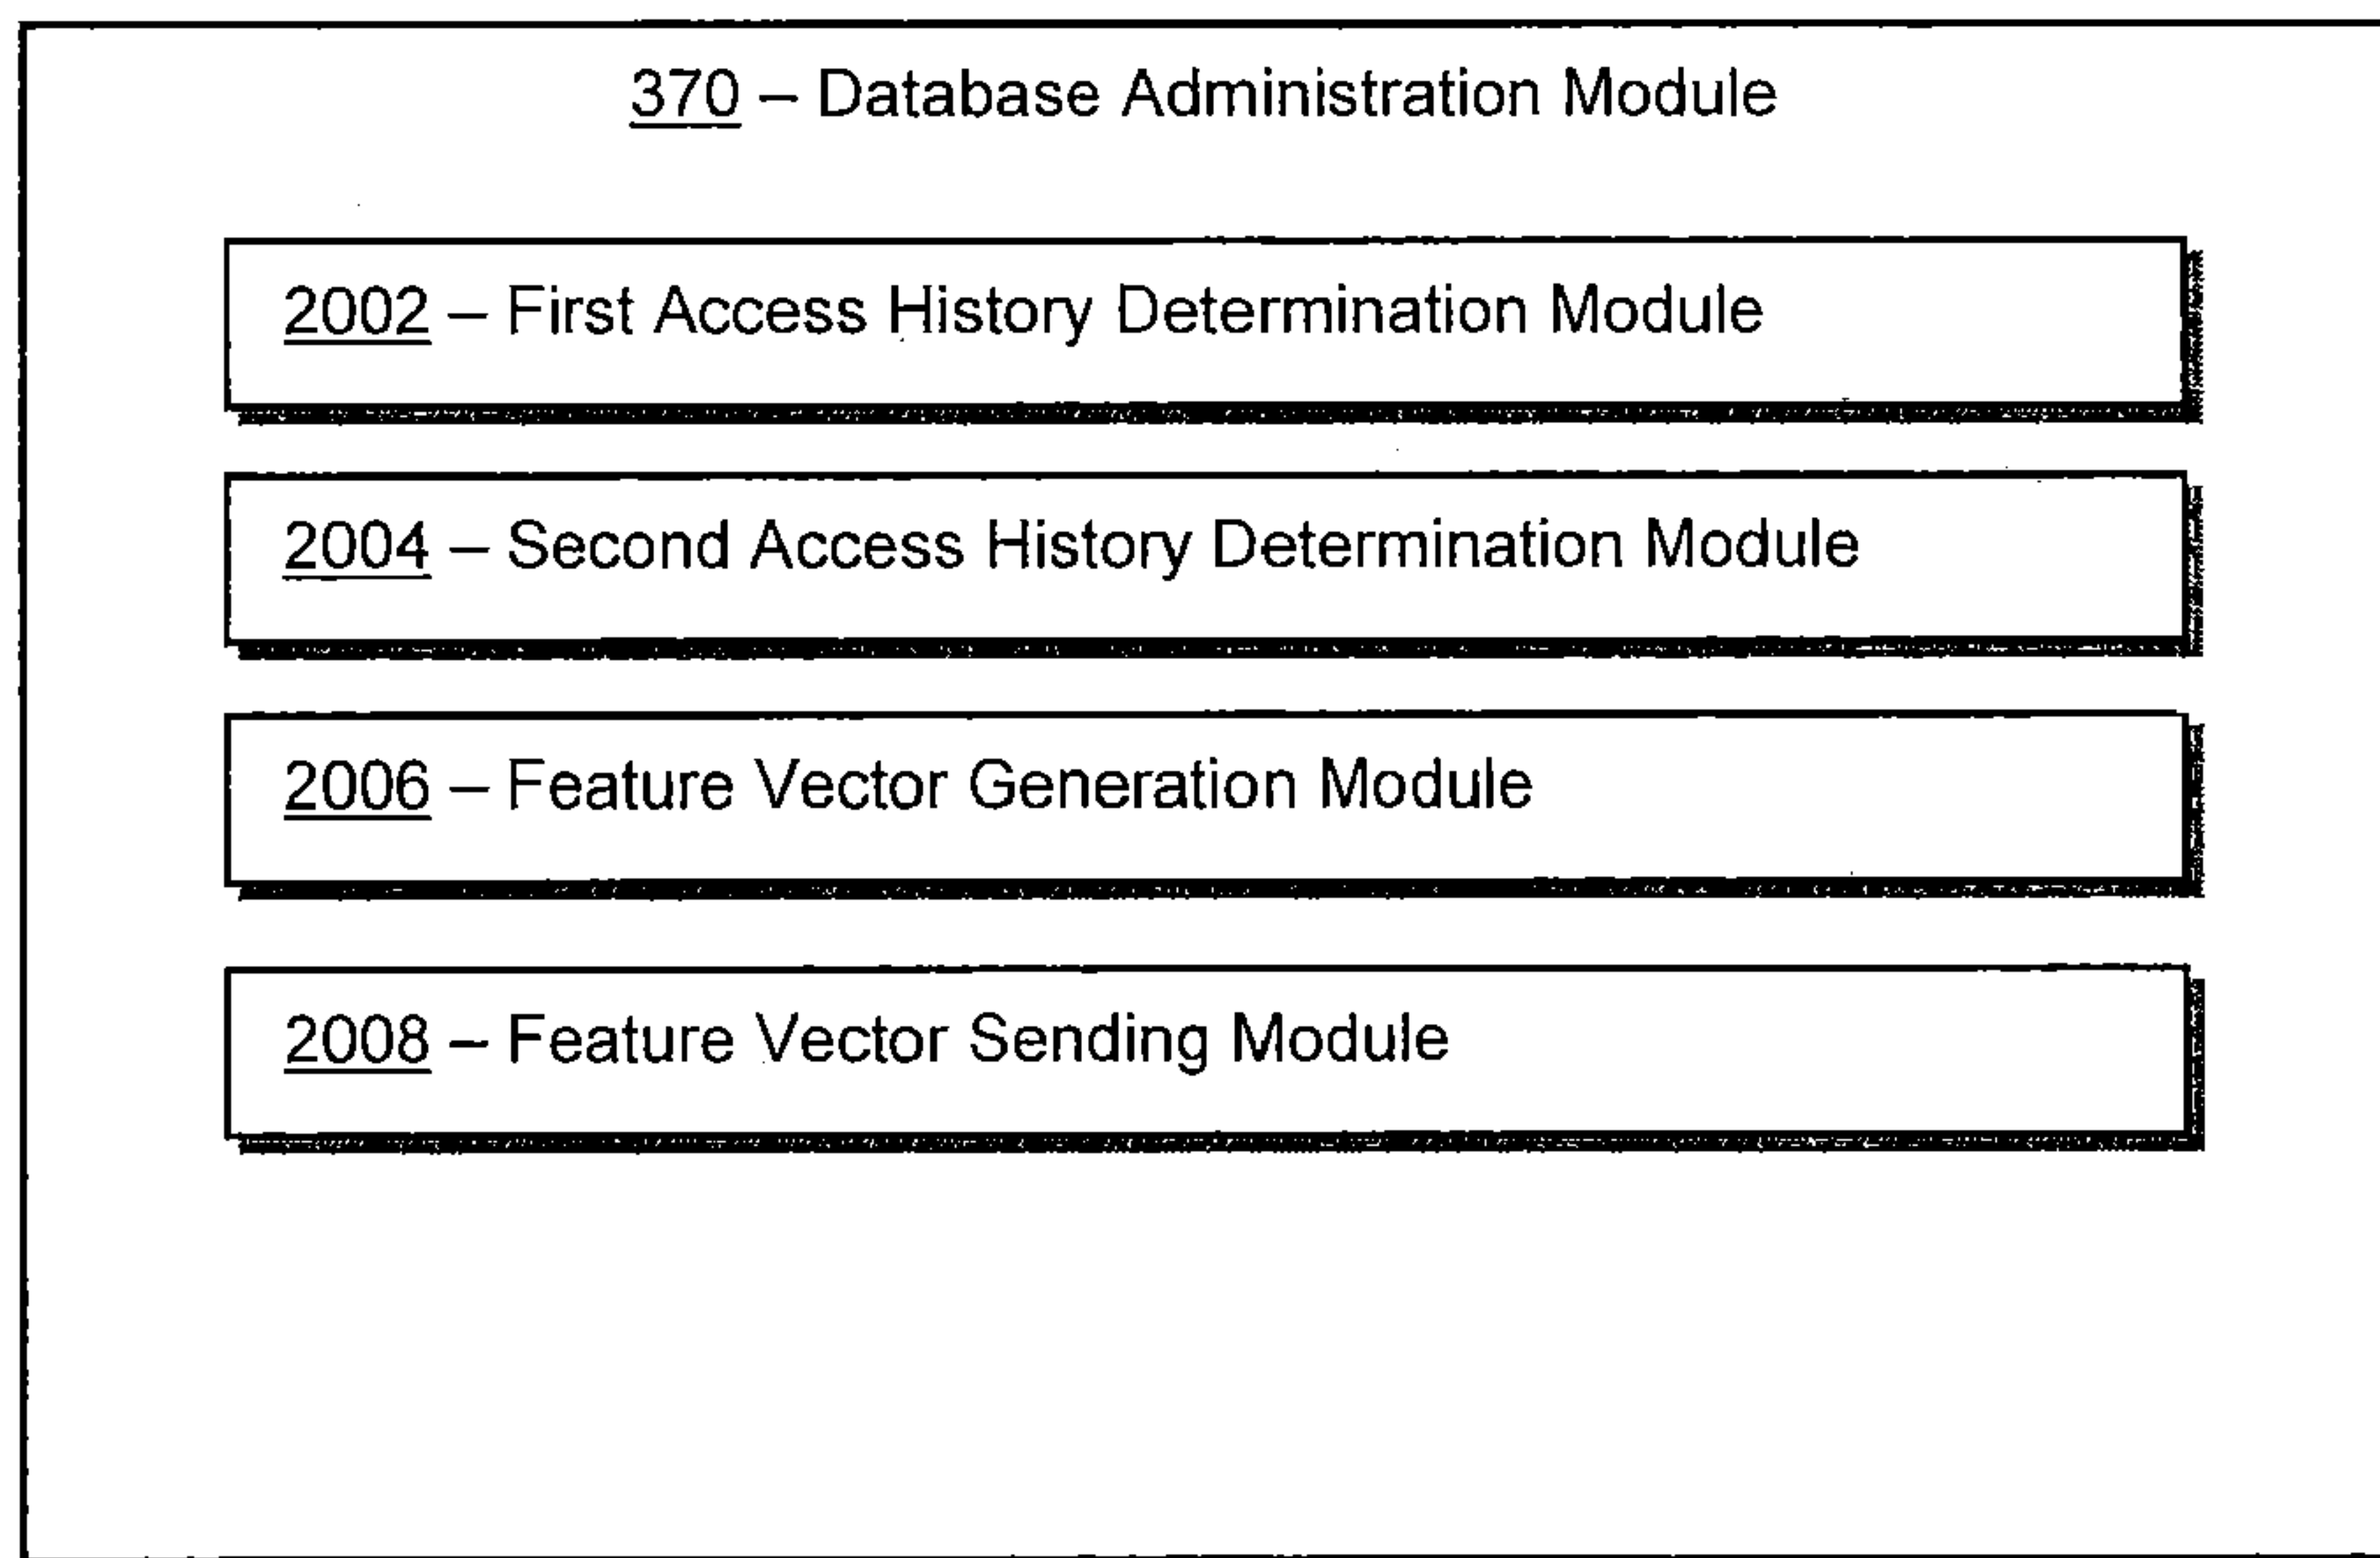 370 – Database Administration Module
2002 – First Access History Determination Module
2004 – Second Access History Determination Module
2006 – Feature Vector Generation Module
2008 – Feature Vector Sending Module